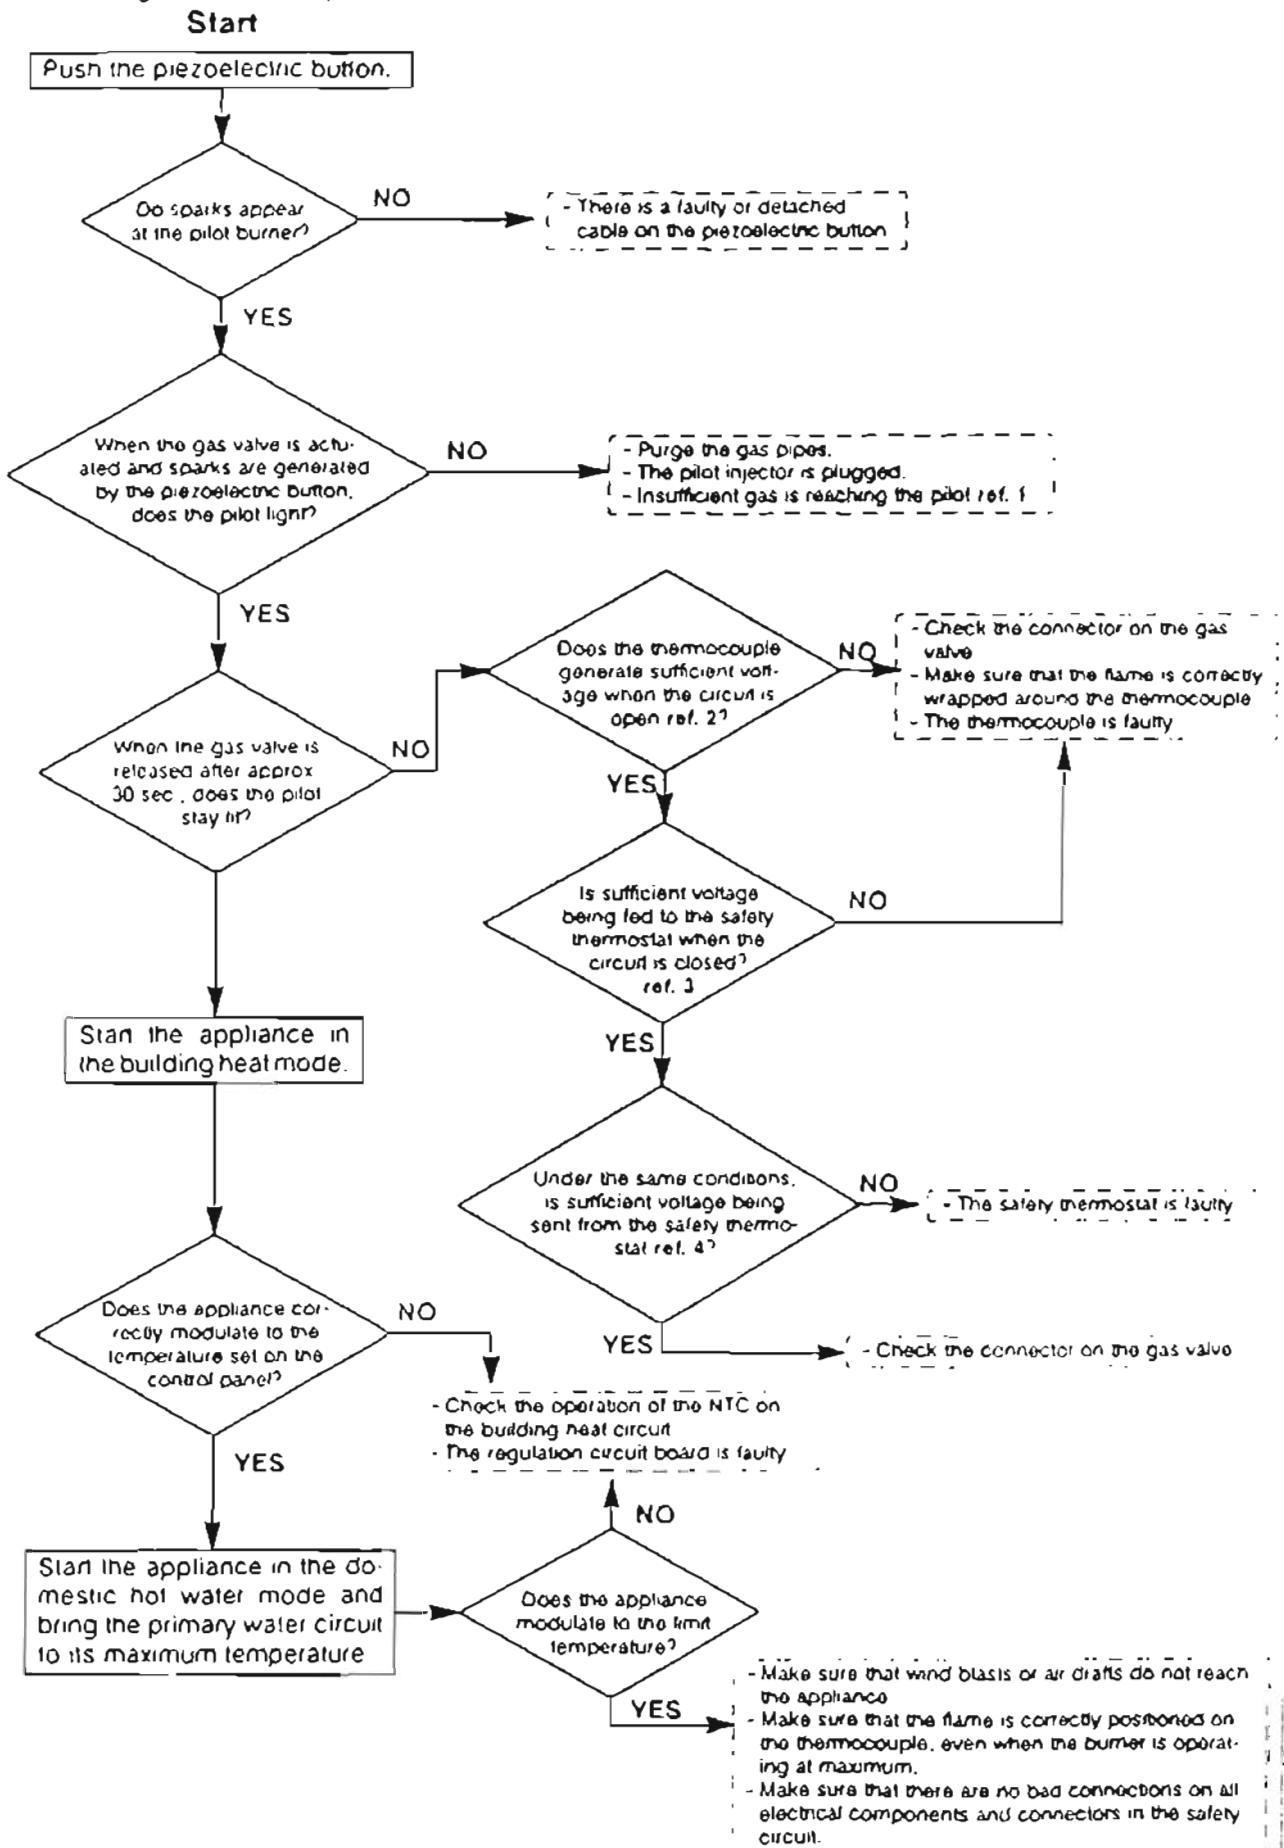 Start
Push the piezoelectric button.
Do sparks appear
at the pilot burner?
NO
- There is a faulty or detached
cable on the piezoelectric button
YES
When the gas valve is actu-
ated and sparks are generated
by the piezoelectric button,
does the pilot light?
NO
- Purge the gas pipes.
- The pilot injector is plugged.
- Insufficient gas is reaching the pilot ref. 1
YES
When the gas valve is
released after approx
30 sec., does the pilot
stay lit?
NO
Does the thermocouple
generate sufficient volt-
age when the circuit is
open ref. 2?
NO
- Check the connector on the gas
valve
- Make sure that the flame is correctly
wrapped around the thermocouple
- The thermocouple is faulty
YES
Is sufficient voltage
being fed to the safety
thermostat when the
circuit is closed?
ref. 3
NO
YES
Start the appliance in
the building heat mode.
Under the same conditions,
is sufficient voltage being
sent from the safety thermo-
stat ref. 4?
NO
- The safety thermostat is faulty
YES
- Check the connector on the gas valve
Does the appliance cor-
rectly modulate to the
temperature set on the
control panel?
NO
- Check the operation of the NTC on
the building heat circuit
- The regulation circuit board is faulty
YES
Start the appliance in the do-
mestic hot water mode and
bring the primary water circuit
to its maximum temperature
Does the appliance
modulate to the limit
temperature?
NO
YES
- Make sure that wind blasts or air drafts do not reach
the appliance
- Make sure that the flame is correctly positioned on
the thermocouple, even when the burner is operat-
ing at maximum.
- Make sure that there are no bad connections on all
electrical components and connectors in the safety
circuit.